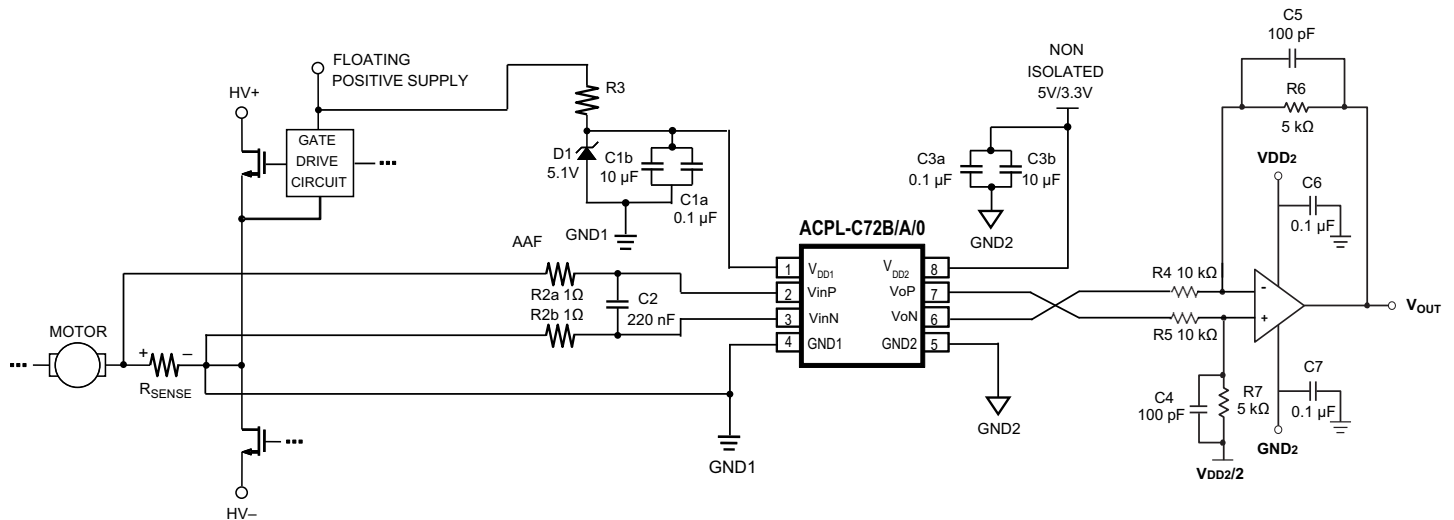 FLOATING
POSITIVE SUPPLY
HV+
GATE
DRIVE
CIRCUIT
R3
D1
5.1V
C1b
10 µF
C1a
0.1 µF
GND1
NON
ISOLATED
5V/3.3V
C3a
0.1 µF
C3b
10 µF
GND2
C5
100 pF
R6
5 kΩ
VDD2
C6
0.1 µF
AAF
R2a 1Ω
R2b 1Ω
C2
220 nF
ACPL-C72B/A/0
1 VDD1
2 VinP
3 VinN
4 GND1
VDD2 8
VoP 7
VoN 6
GND2 5
R4 10 kΩ
R5 10 kΩ
-
+
VOUT
MOTOR
+ –
RSENSE
GND1
GND2
C4
100 pF
R7
5 kΩ
C7
0.1 µF
GND2
VDD2/2
HV–